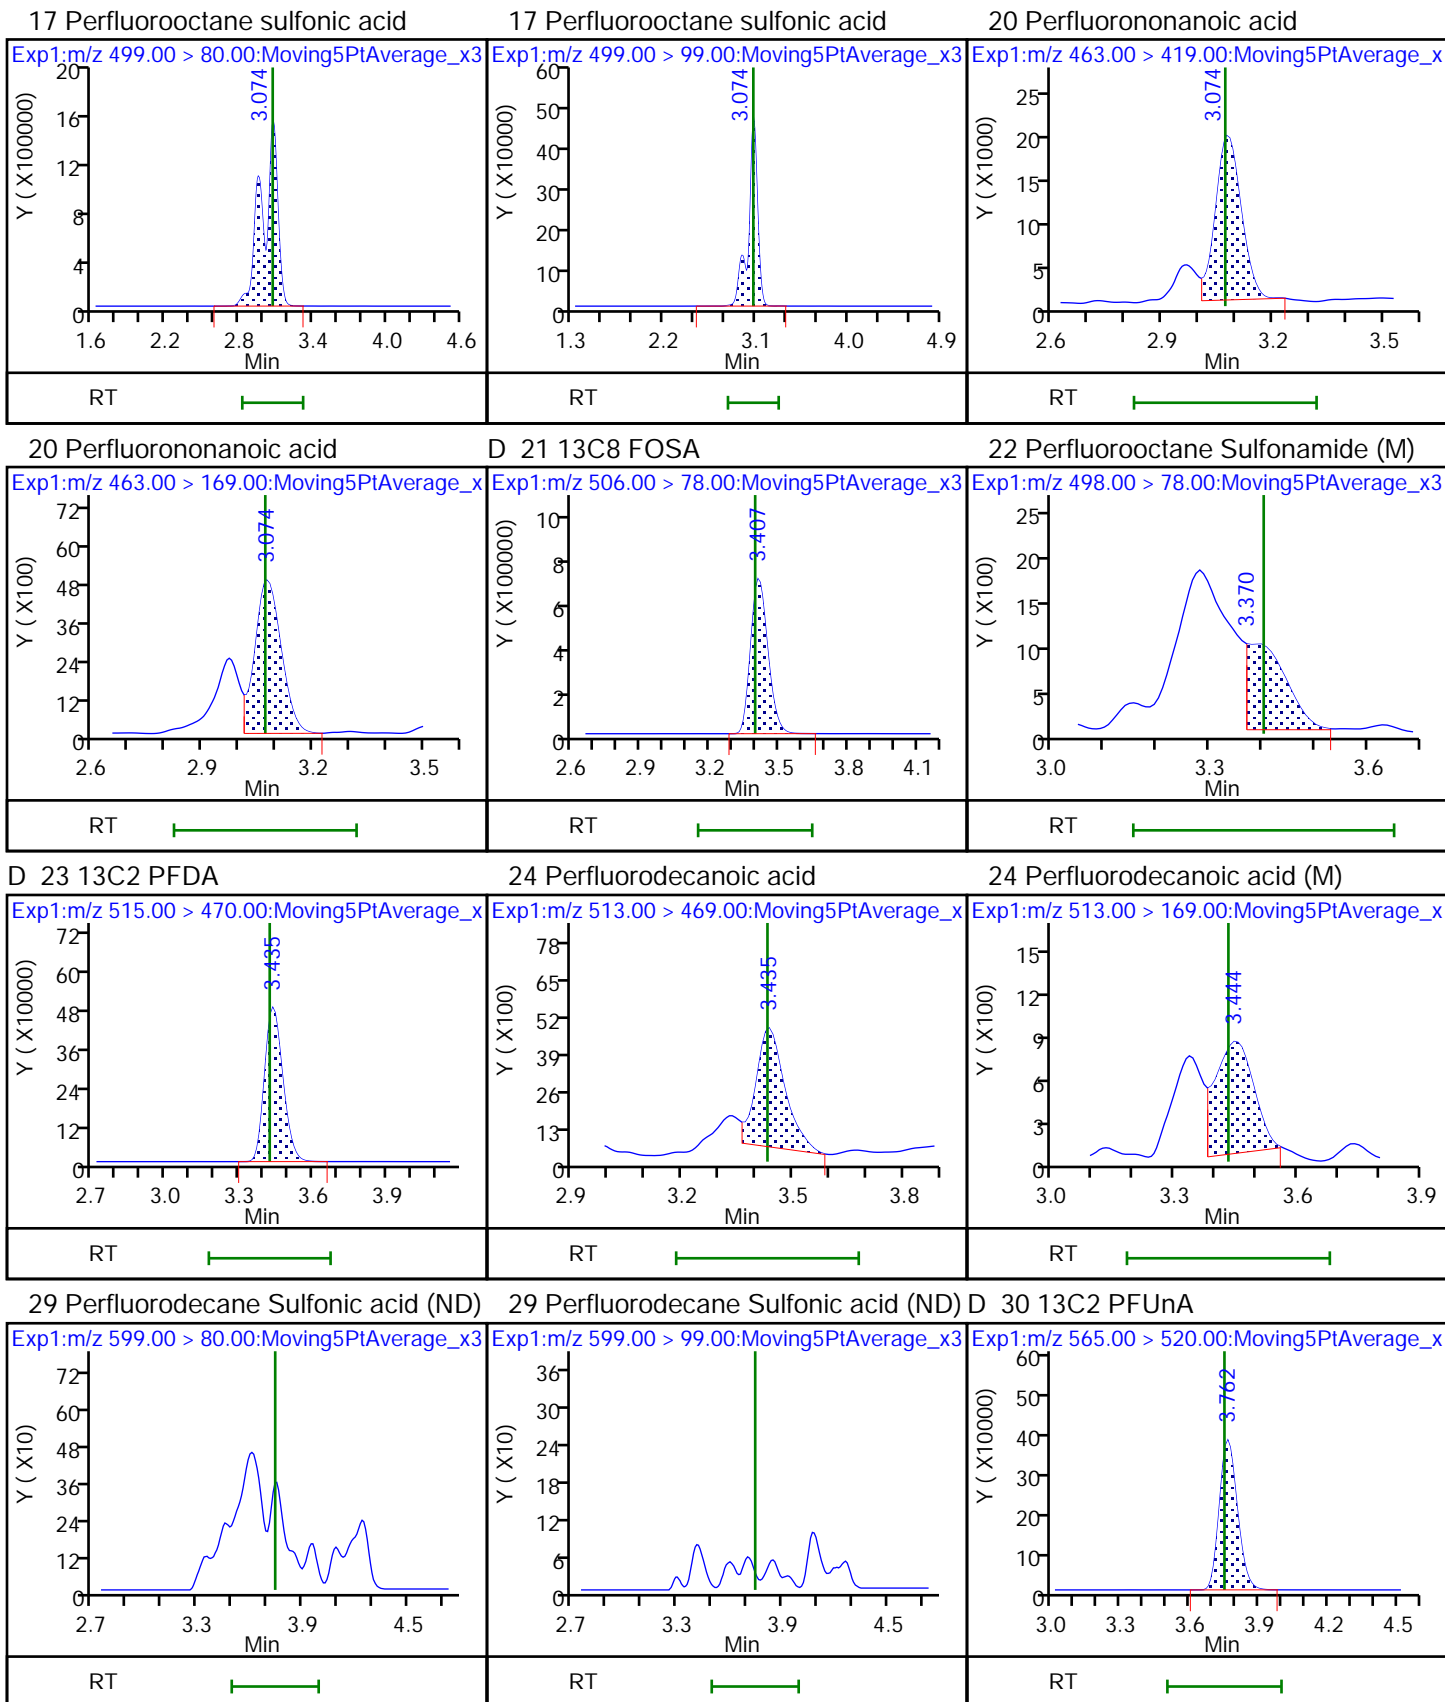 17 Perfluorooctane sulfonic acid
Exp1:m/z 499.00 > 80.00:Moving5PtAverage_x3
Y ( X100000)
20
16
12
8
4
0
3.074
1.6 2.2 2.8 3.4 4.0 4.6
Min
RT
17 Perfluorooctane sulfonic acid
Exp1:m/z 499.00 > 99.00:Moving5PtAverage_x3
Y ( X10000)
60
50
40
30
20
10
0
3.074
1.3 2.2 3.1 4.0 4.9
Min
RT
20 Perfluorononanoic acid
Exp1:m/z 463.00 > 419.00:Moving5PtAverage_x
Y ( X1000)
25
20
15
10
5
0
3.074
2.6 2.9 3.2 3.5
Min
RT
20 Perfluorononanoic acid
Exp1:m/z 463.00 > 169.00:Moving5PtAverage_x
Y ( X100)
72
60
48
36
24
12
0
3.074
2.6 2.9 3.2 3.5
Min
RT
D 21 13C8 FOSA
Exp1:m/z 506.00 > 78.00:Moving5PtAverage_x3
Y ( X100000)
10
8
6
4
2
0
3.407
2.6 2.9 3.2 3.5 3.8 4.1
Min
RT
22 Perfluorooctane Sulfonamide (M)
Exp1:m/z 498.00 > 78.00:Moving5PtAverage_x3
Y ( X100)
25
20
15
10
5
0
3.370
3.0 3.3 3.6
Min
RT
D 23 13C2 PFDA
Exp1:m/z 515.00 > 470.00:Moving5PtAverage_x
Y ( X10000)
72
60
48
36
24
12
0
3.435
2.7 3.0 3.3 3.6 3.9
Min
RT
24 Perfluorodecanoic acid
Exp1:m/z 513.00 > 469.00:Moving5PtAverage_x
Y ( X100)
78
65
52
39
26
13
0
3.435
2.9 3.2 3.5 3.8
Min
RT
24 Perfluorodecanoic acid (M)
Exp1:m/z 513.00 > 169.00:Moving5PtAverage_x
Y ( X100)
15
12
9
6
3
0
3.444
3.0 3.3 3.6 3.9
Min
RT
29 Perfluorodecane Sulfonic acid (ND)
Exp1:m/z 599.00 > 80.00:Moving5PtAverage_x3
Y ( X10)
72
60
48
36
24
12
0
2.7 3.3 3.9 4.5
Min
RT
29 Perfluorodecane Sulfonic acid (ND)
Exp1:m/z 599.00 > 99.00:Moving5PtAverage_x3
Y ( X10)
36
30
24
18
12
6
0
2.7 3.3 3.9 4.5
Min
RT
D 30 13C2 PFUnA
Exp1:m/z 565.00 > 520.00:Moving5PtAverage_x
Y ( X10000)
60
50
40
30
20
10
0
3.762
3.0 3.3 3.6 3.9 4.2 4.5
Min
RT